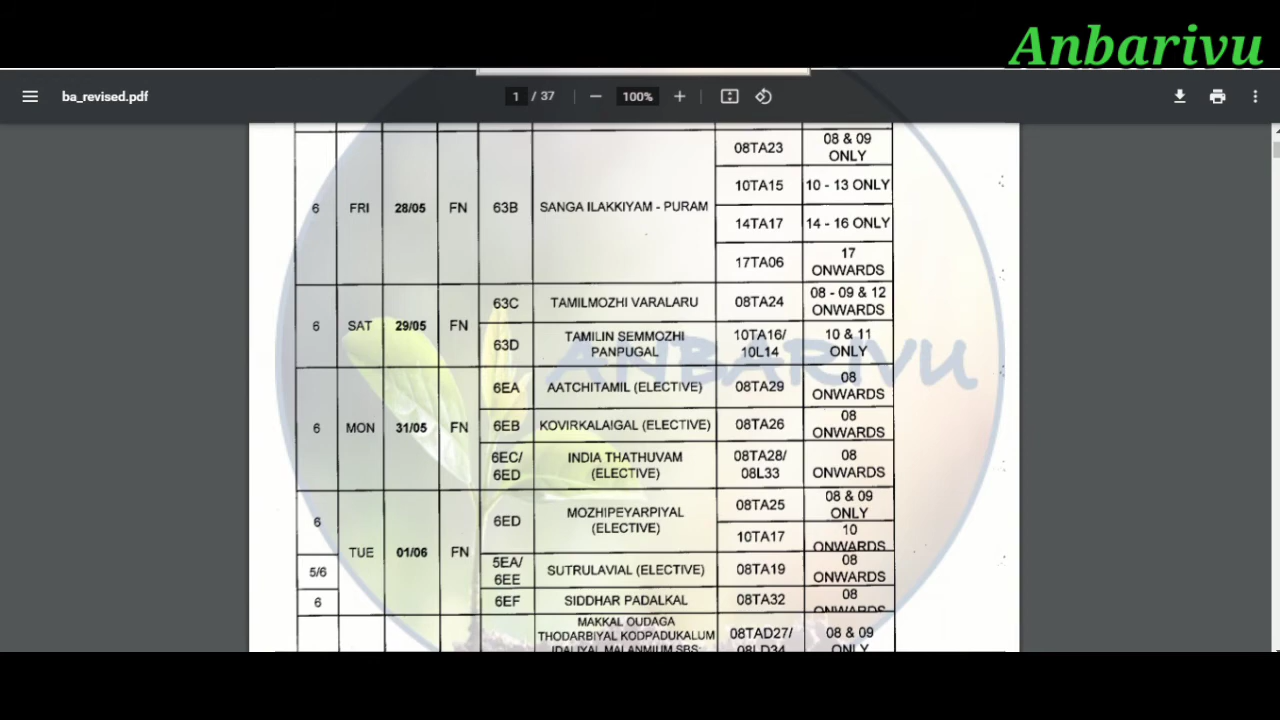 Anbarivu
ba_revised.pdf
1 / 37
100%
6 FRI 28/05 FN 63B SANGA ILAKKIYAM - PURAM
08TA23 08 & 09 ONLY
10TA15 10 - 13 ONLY
14TA17 14 - 16 ONLY
17TA06 17 ONWARDS
6 SAT 29/05 FN
63C TAMILMOZHI VARALARU 08TA24 08 - 09 & 12 ONWARDS
63D TAMILIN SEMMOZHI PANPUGAL 10TA16/ 10L14 10 & 11 ONLY
ANBARIVU
6 MON 31/05 FN
6EA AATCHITAMIL (ELECTIVE) 08TA29 08 ONWARDS
6EB KOVIRKALAIGAL (ELECTIVE) 08TA26 08 ONWARDS
6EC/ 6ED INDIA THATHUVAM (ELECTIVE) 08TA28/ 08L33 08 ONWARDS
6 TUE 01/06 FN
6ED MOZHIPEYARPIYAL (ELECTIVE) 08TA25 08 & 09 ONLY
10TA17 10 ONWARDS
5/6 5EA/ 6EE SUTRULAVIAL (ELECTIVE) 08TA19 08 ONWARDS
6 6EF SIDDHAR PADALKAL 08TA32 08 ONWARDS
MAKKAL OUDAGA
THODARBIYAL KODPADUKALUM 08TAD27/ 08 & 09
IDALIYAL MALANMIUM SBS: 08LD34 ONLY